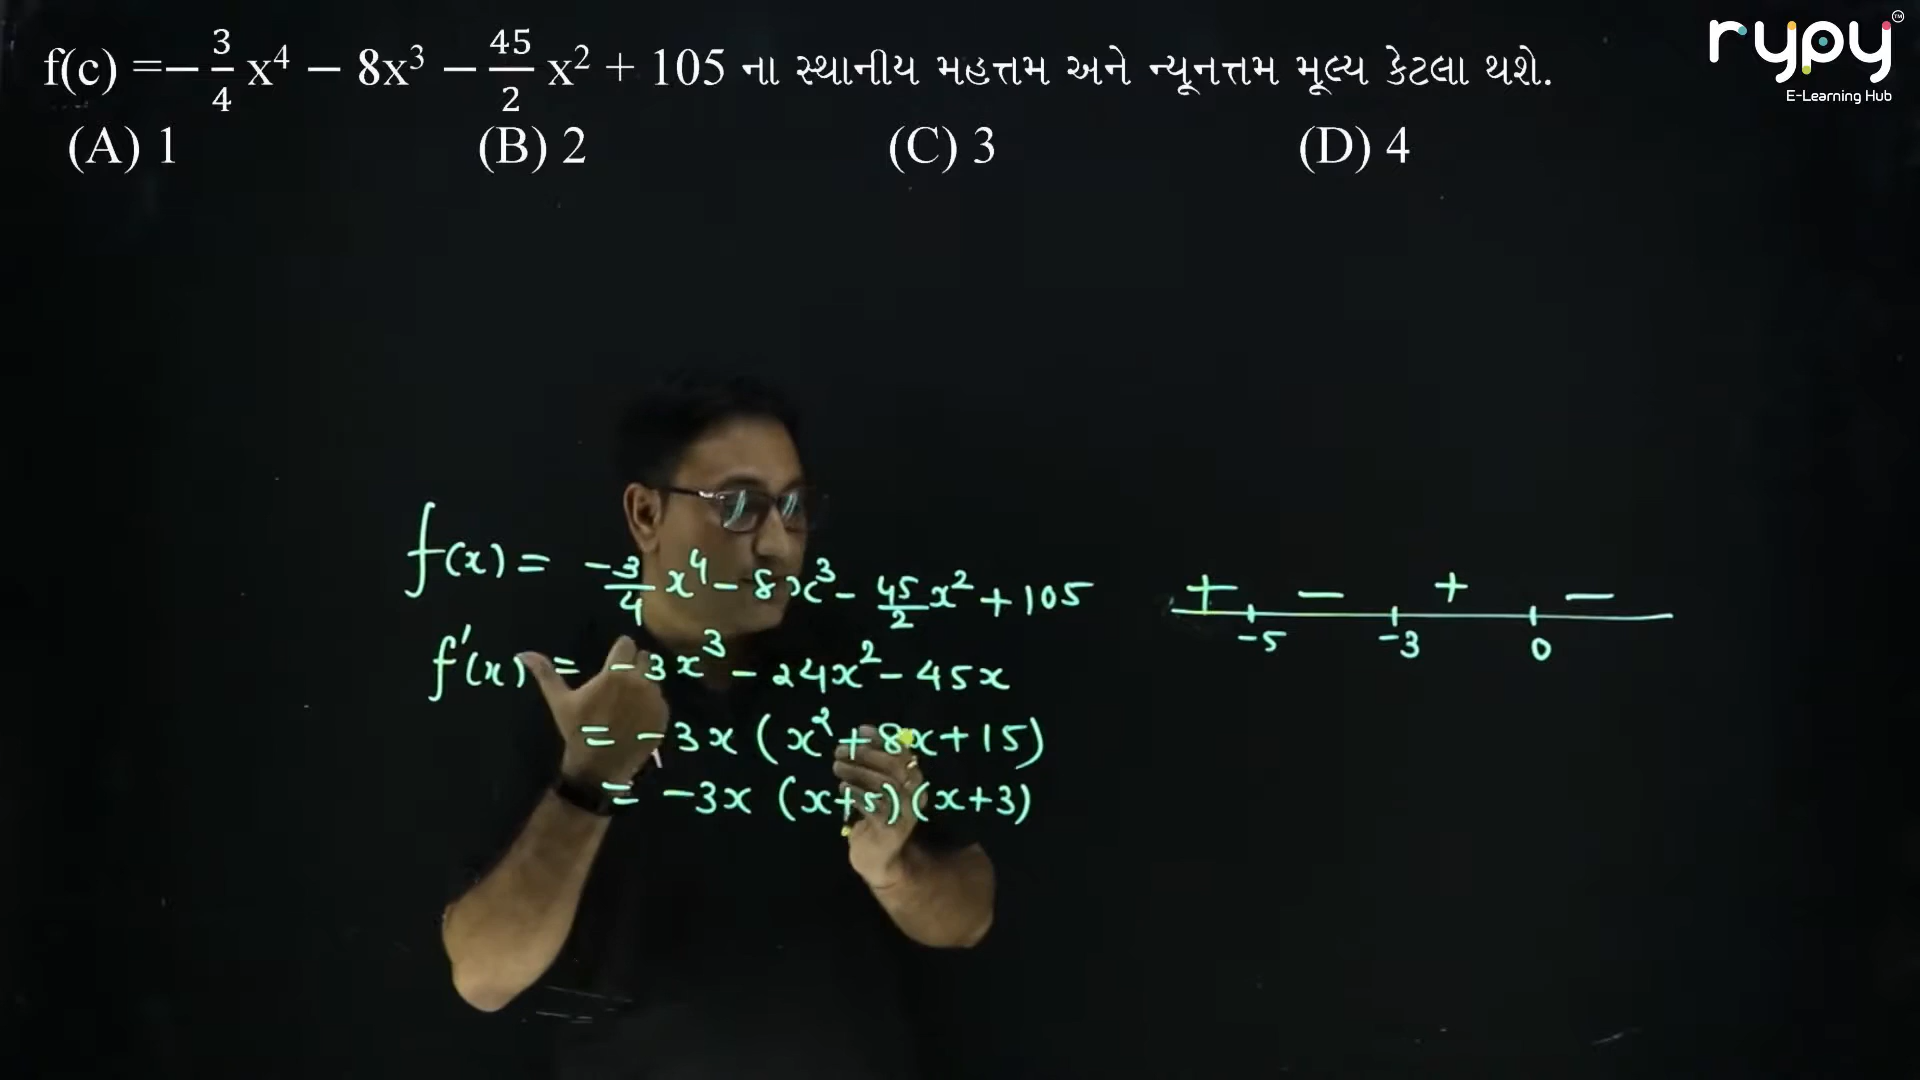 f(c) =− 3/4 x⁴ − 8x³ − 45/2 x² + 105 ના સ્થાનીય મહત્તમ અને ન્યૂનત્તમ મૂલ્ય કેટલા થશે.
rypy™
E-Learning Hub
(A) 1 (B) 2 (C) 3 (D) 4
f(x) = -3/4 x⁴ - 8x³ - 45/2 x² + 105
f'(x) = -3x³ - 24x² - 45x
= -3x (x² + 8x + 15)
= -3x (x+5) (x+3)
+ − + −
-5 -3 0